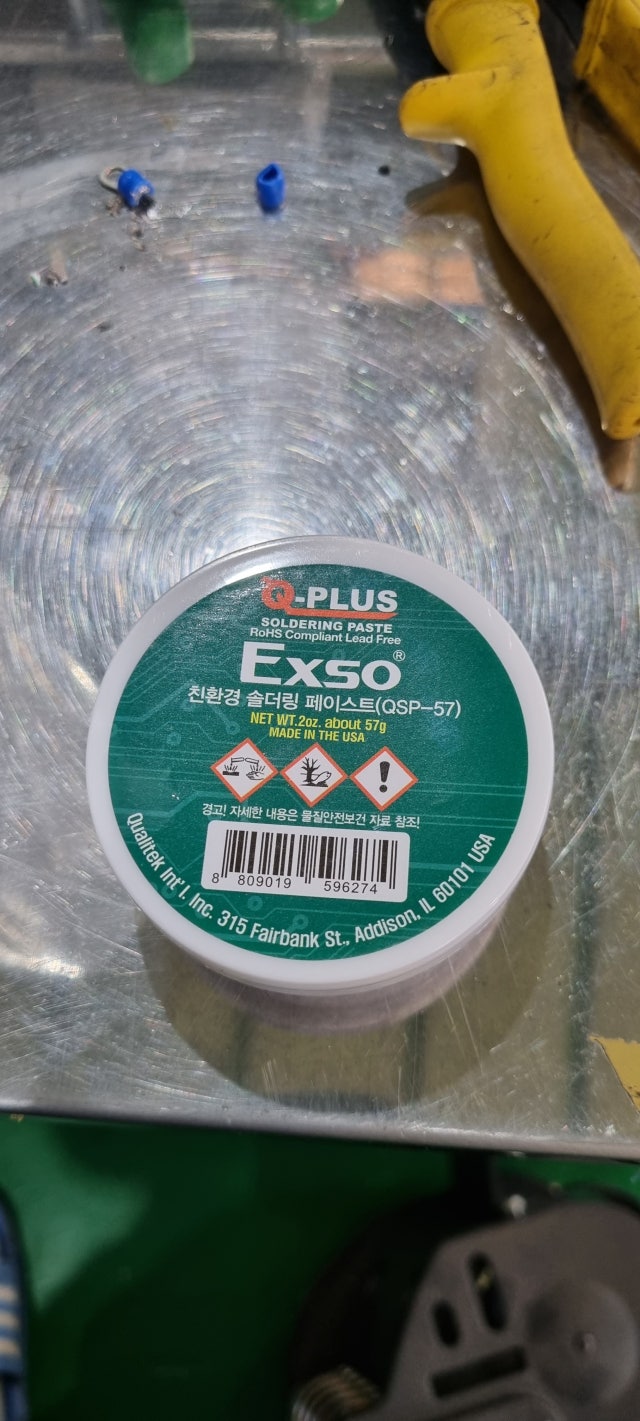 Q-PLUS
SOLDERING PASTE
RoHS Compliant Lead Free
Exso®
친환경 솔더링 페이스트(QSP-57)
NET WT.2oz. about 57g
MADE IN THE USA
경고! 자세한 내용은 물질안전보건 자료 참조!
8 809019 596274
Qualitek Int'l. Inc. 315 Fairbank St., Addison, IL 60101 USA